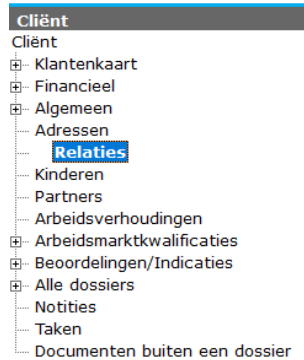 Cliënt
Cliënt
Klantenkaart
Financieel
Algemeen
Adressen
Relaties
Kinderen
Partners
Arbeidsverhoudingen
Arbeidsmarktkwalificaties
Beoordelingen/Indicaties
Alle dossiers
Notities
Taken
Documenten buiten een dossier